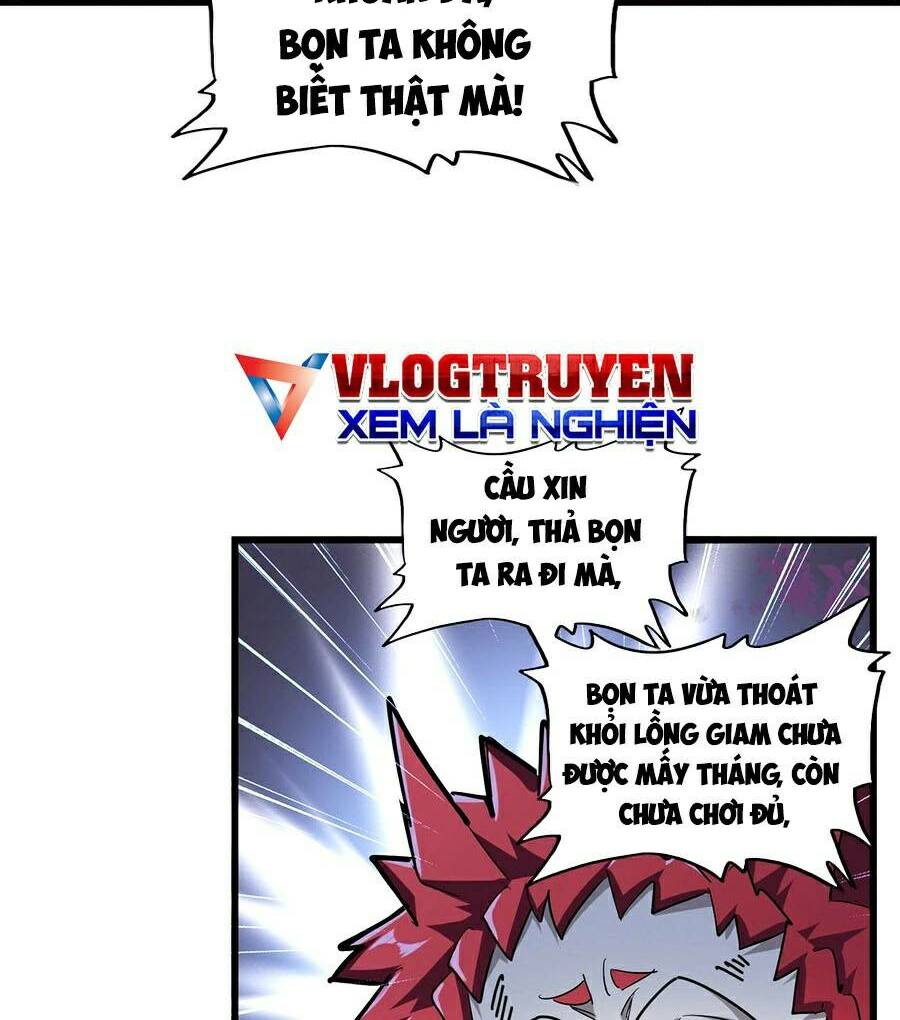 BỌN TA KHÔNG
BIẾT THẬT MÀ!
VLOGTRUYEN
XEM LÀ NGHIỆN
CẦU XIN
NGƯƠI, THẢ BỌN
TA RA ĐI MÀ,
BỌN TA VỪA THOÁT
KHỎI LỒNG GIAM CHƯA
ĐƯỢC MẤY THÁNG, CÒN
CHƯA CHƠI ĐỦ,